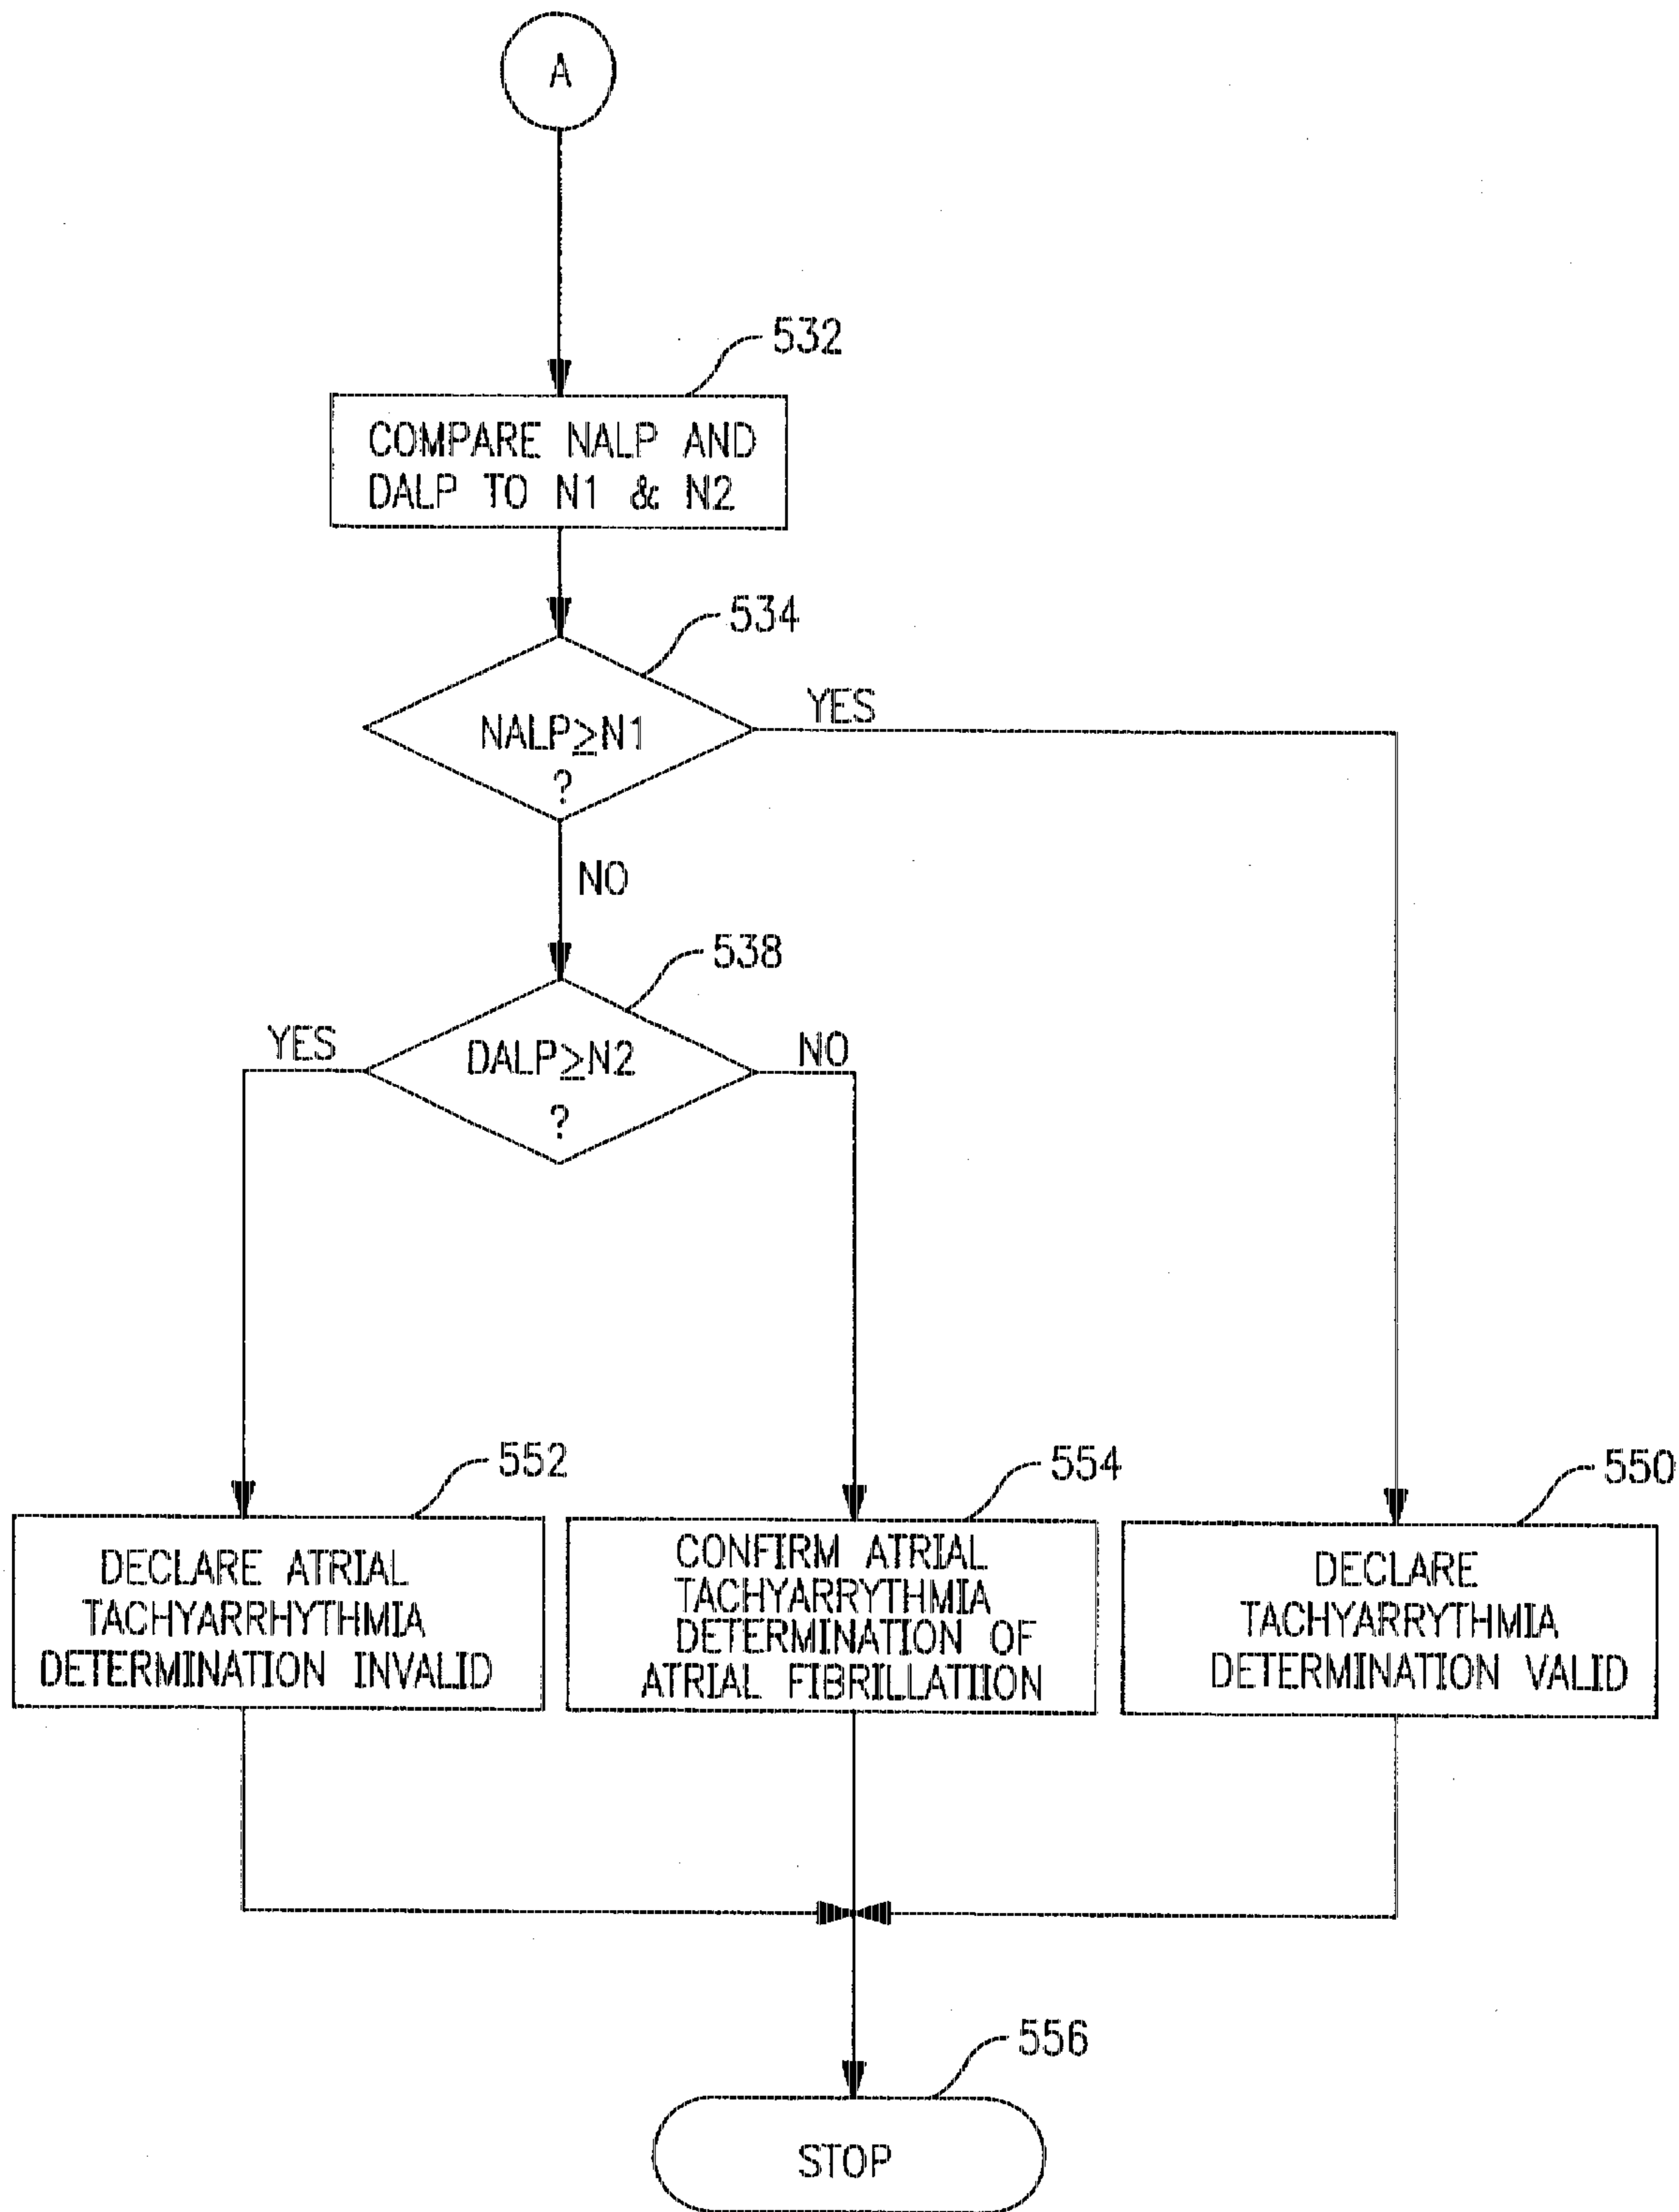 A
532
COMPARE NALP AND
DALP TO N1 & N2
534
NALP≥N1
?
YES
NO
538
DALP≥N2
?
YES
NO
552
DECLARE ATRIAL
TACHYARRHYTHMIA
DETERMINATION INVALID
554
CONFIRM ATRIAL
TACHYARRYTHMIA
DETERMINATION OF
ATRIAL FIBRILLATIION
550
DECLARE
TACHYARRYTHMIA
DETERMINATION VALID
556
STOP